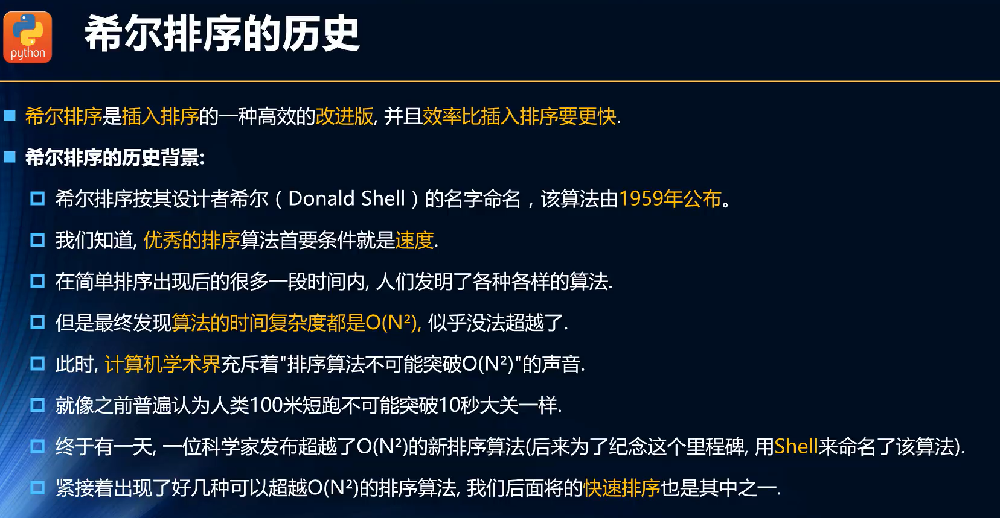 python
希尔排序的历史
希尔排序是插入排序的一种高效的改进版, 并且效率比插入排序要更快.
希尔排序的历史背景:
希尔排序按其设计者希尔（Donald Shell）的名字命名，该算法由1959年公布。
我们知道, 优秀的排序算法首要条件就是速度.
在简单排序出现后的很多一段时间内, 人们发明了各种各样的算法.
但是最终发现算法的时间复杂度都是O(N²), 似乎没法超越了.
此时, 计算机学术界充斥着"排序算法不可能突破O(N²)"的声音.
就像之前普遍认为人类100米短跑不可能突破10秒大关一样.
终于有一天, 一位科学家发布超越了O(N²)的新排序算法(后来为了纪念这个里程碑, 用Shell来命名了该算法).
紧接着出现了好几种可以超越O(N²)的排序算法, 我们后面将的快速排序也是其中之一.